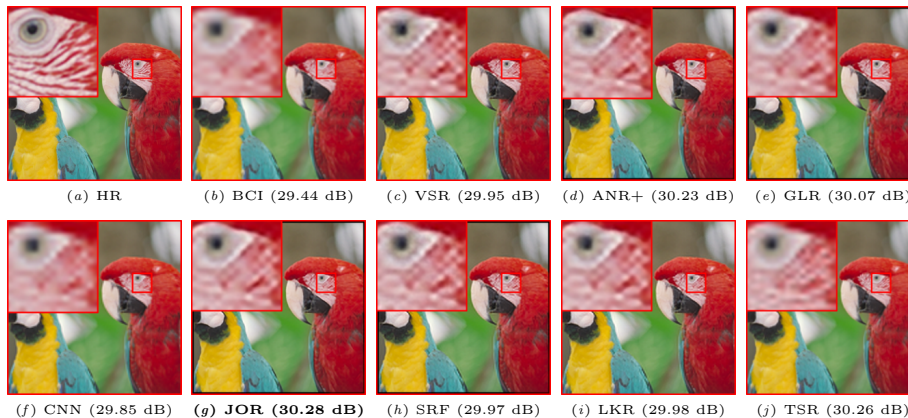 (a) HR
(b) BCI (29.44 dB)
(c) VSR (29.95 dB)
(d) ANR+ (30.23 dB)
(e) GLR (30.07 dB)
(f) CNN (29.85 dB)
(g) JOR (30.28 dB)
(h) SRF (29.97 dB)
(i) LKR (29.98 dB)
(j) TSR (30.26 dB)